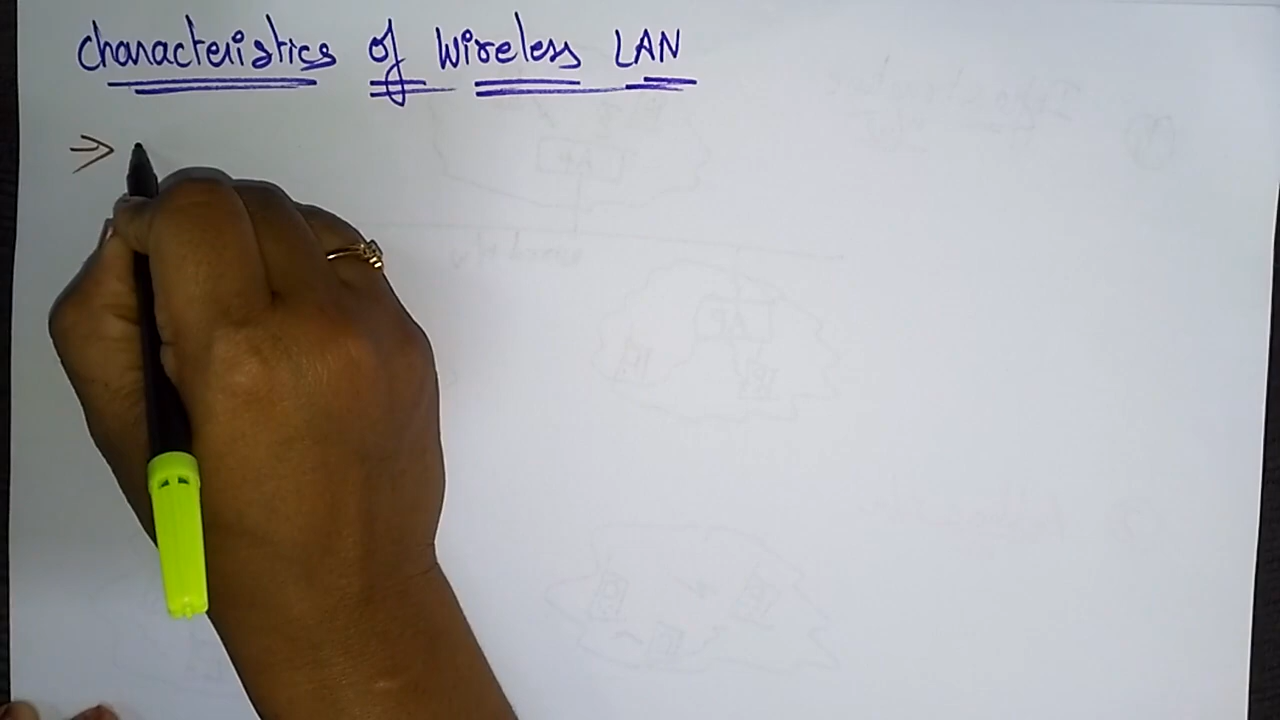 Characteristics of Wireless LAN
⇒